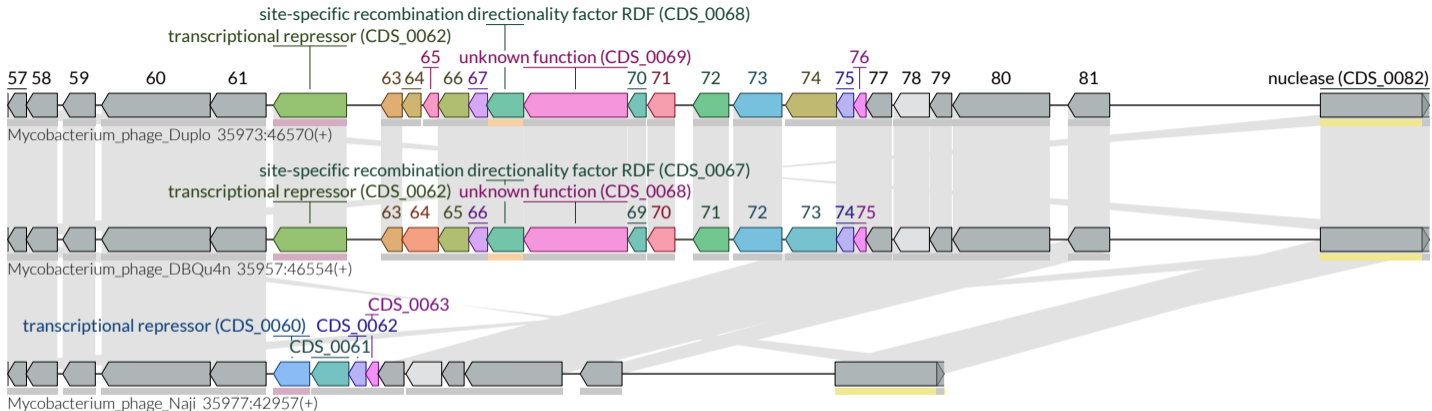 site-specific recombination directionality factor RDF (CDS_0068)
transcriptional repressor (CDS_0062)
65 unknown function (CDS_0069) 76
57 58 59 60 61 63 64 66 67 70 71 72 73 74 75 77 78 79 80 81 nuclease (CDS_0082)
Mycobacterium_phage_Duplo 35973:46570(+)
site-specific recombination directionality factor RDF (CDS_0067)
transcriptional repressor (CDS_0062) unknown function (CDS_0068)
63 64 65 66 69 70 71 72 73 74 75
Mycobacterium_phage_DBQu4n 35957:46554(+)
CDS_0063
transcriptional repressor (CDS_0060) CDS_0062
CDS_0061
Mycobacterium_phage_Naji 35977:42957(+)